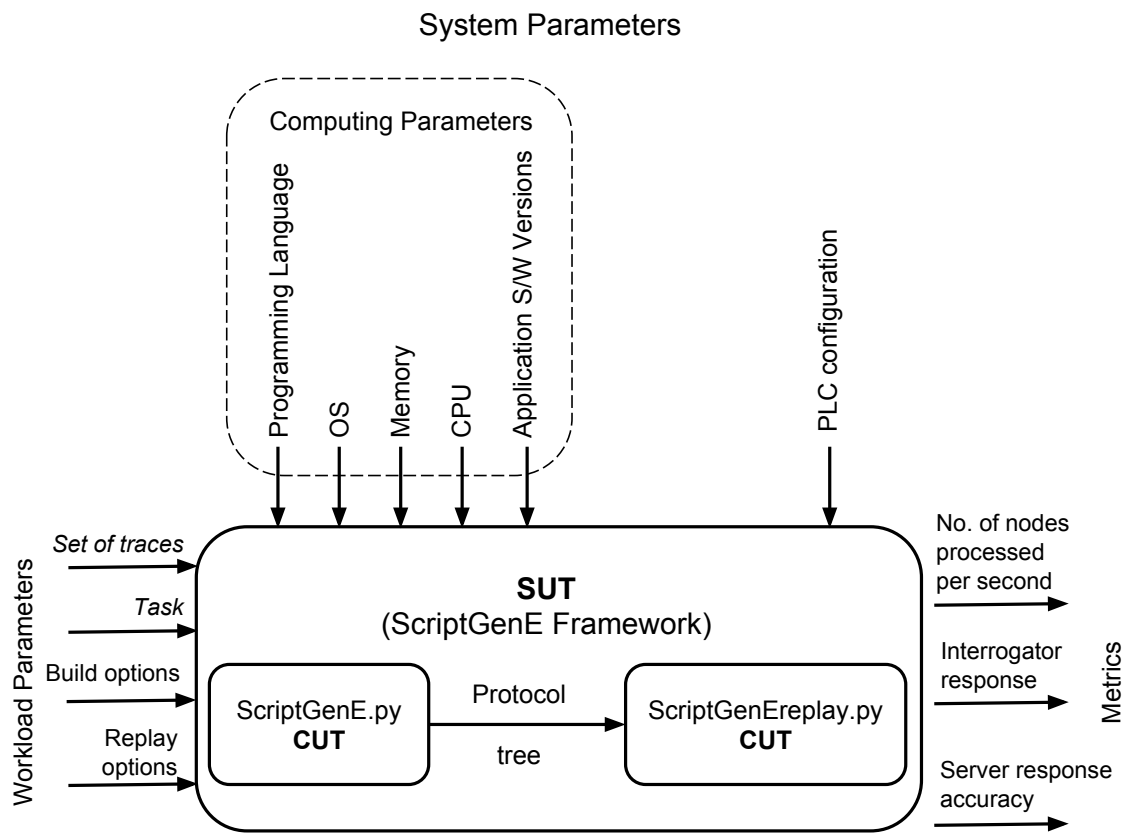 System Parameters
Computing Parameters
Programming Language
OS
Memory
CPU
Application S/W Versions
PLC configuration
Workload Parameters
Set of traces
Task
Build options
Replay
options
SUT
(ScriptGenE Framework)
ScriptGenE.py
CUT
Protocol
tree
ScriptGenEreplay.py
CUT
No. of nodes
processed
per second
Interrogator
response
Server response
accuracy
Metrics